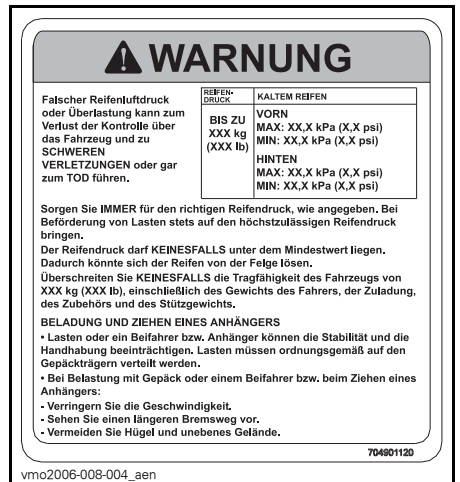 WARNUNG
Falscher Reifenluftdruck
oder Überlastung kann zum
Verlust der Kontrolle über
das Fahrzeug und zu
SCHWEREN
VERLETZUNGEN oder gar
zum TOD führen.
REIFEN-
DRUCK
KALTEM REIFEN
BIS ZU
XXX kg
(XXX lb)
VORN
MAX: XX,X kPa (X,X psi)
MIN: XX,X kPa (X,X psi)
HINTEN
MAX: XX,X kPa (X,X psi)
MIN: XX,X kPa (X,X psi)
Sorgen Sie IMMER für den richtigen Reifendruck, wie angegeben. Bei
Beförderung von Lasten stets auf den höchstzulässigen Reifendruck
bringen.
Der Reifendruck darf KEINESFALLS unter dem Mindestwert liegen.
Dadurch könnte sich der Reifen von der Felge lösen.
Überschreiten Sie KEINESFALLS die Tragfähigkeit des Fahrzeugs von
XXX kg (XXX lb), einschließlich des Gewichts des Fahrers, der Zuladung,
des Zubehörs und des Stützgewichts.
BELADUNG UND ZIEHEN EINES ANHÄNGERS
• Lasten oder ein Beifahrer bzw. Anhänger können die Stabilität und die
Handhabung beeinträchtigen. Lasten müssen ordnungsgemäß auf den
Gepäckträgern verteilt werden.
• Bei Belastung mit Gepäck oder einem Beifahrer bzw. beim Ziehen eines
Anhängers:
- Verringern Sie die Geschwindigkeit.
- Sehen Sie einen längeren Bremsweg vor.
- Vermeiden Sie Hügel und unebenes Gelände.
704901120
vmo2006-008-004_aen